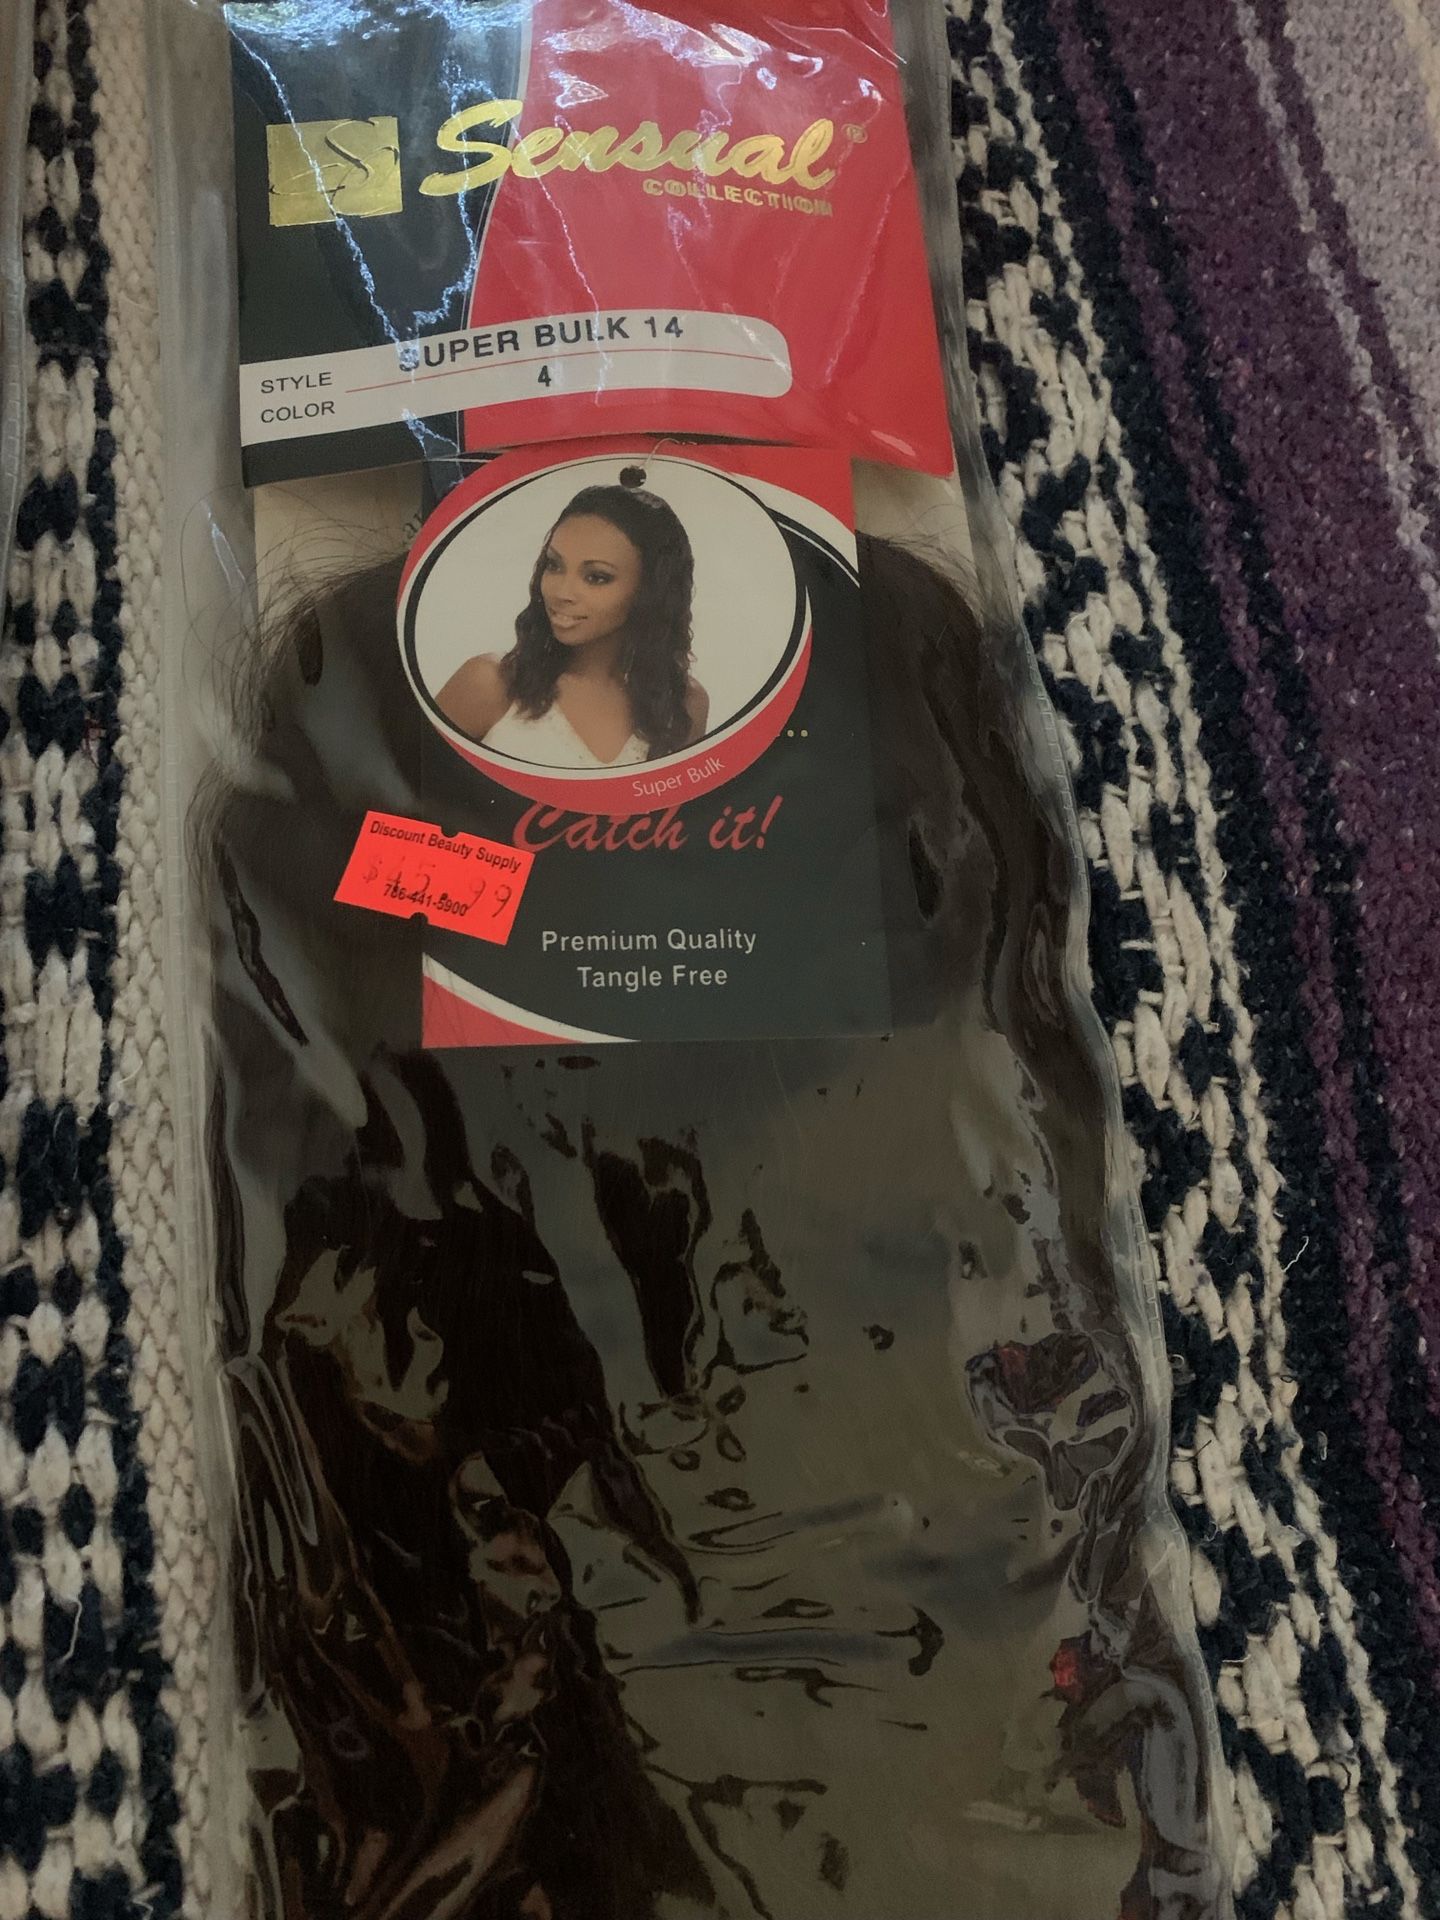 Sensual®
COLLECTION
STYLE SUPER BULK 14
COLOR 4
Super Bulk
Catch it!
Discount Beauty Supply
$45.99
786-441-5900
Premium Quality
Tangle Free